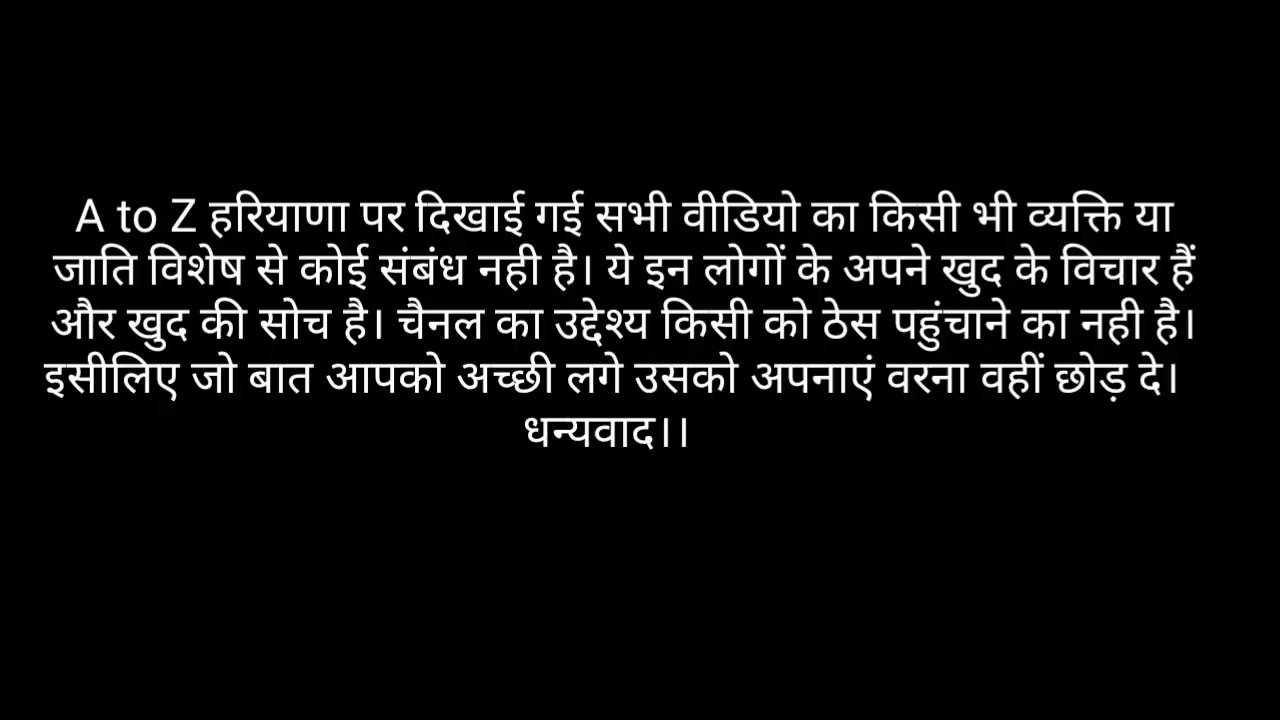 A to Z हरियाणा पर दिखाई गई सभी वीडियो का किसी भी व्यक्ति या
जाति विशेष से कोई संबंध नही है। ये इन लोगों के अपने खुद के विचार हैं
और खुद की सोच है। चैनल का उद्देश्य किसी को ठेस पहुंचाने का नही है।
इसीलिए जो बात आपको अच्छी लगे उसको अपनाएं वरना वहीं छोड़ दे।
धन्यवाद।।